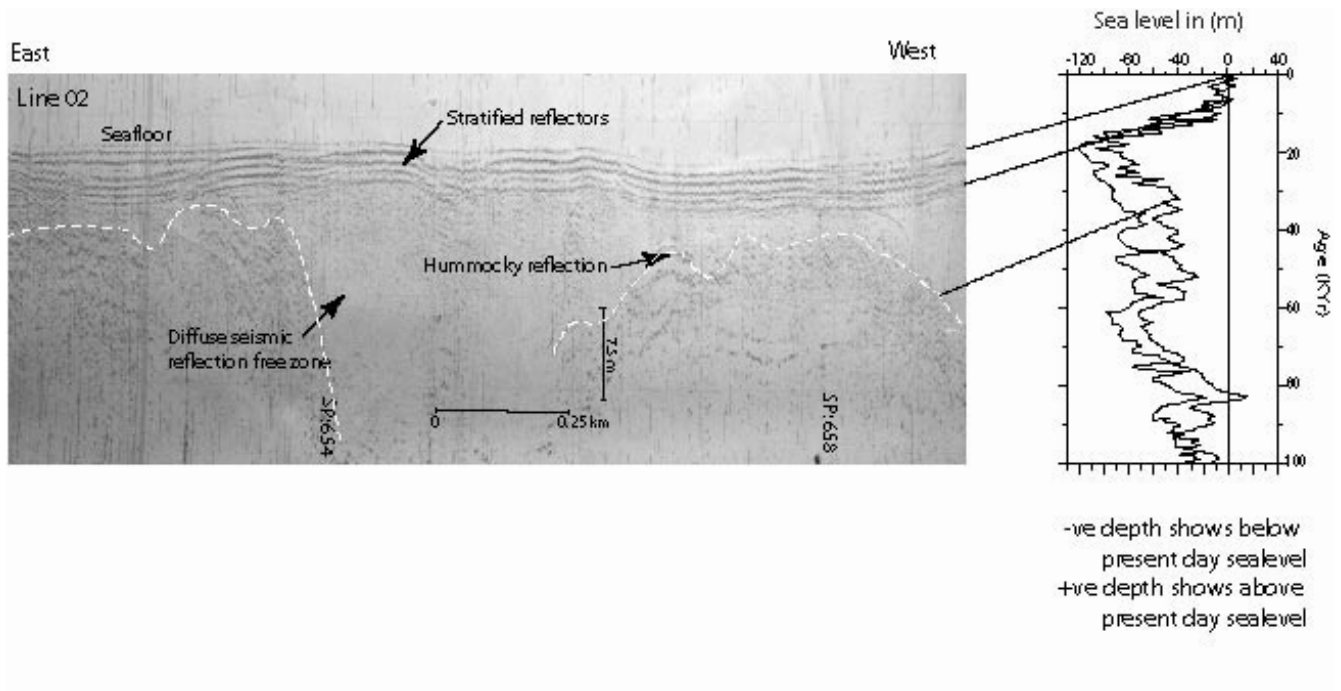 East
West
Line 02
Seafloor
Stratified reflectors
Hummocky reflection
Diffuse seismic
reflection free zone
7.5 m
0
0.25 km
SP:654
SP:658
Sea level in (m)
-120 -80 -40 0 40
0
20
40
60
80
100
Age (KYr)
-ve depth shows below
present day sealevel
+ve depth shows above
present day sealevel